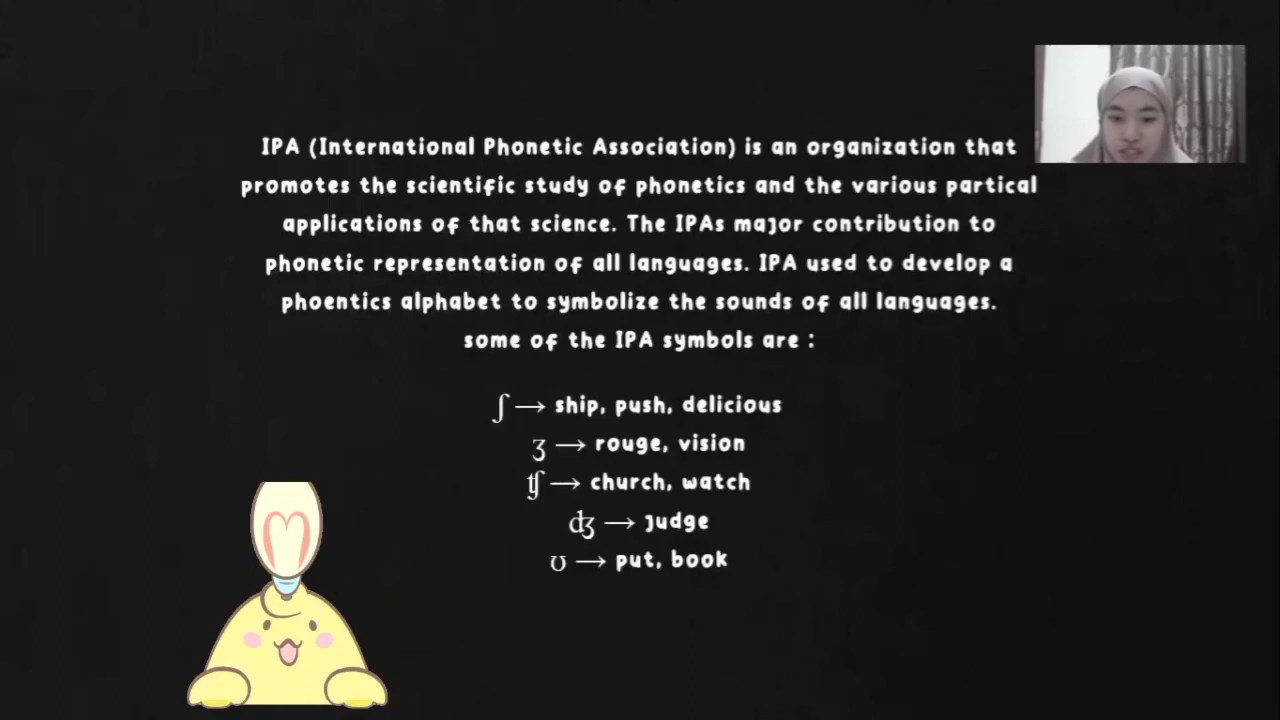 IPA (International Phonetic Association) is an organization that
promotes the scientific study of phonetics and the various partical
applications of that science. The IPAs major contribution to
phonetic representation of all languages. IPA used to develop a
phoentics alphabet to symbolize the sounds of all languages.
some of the IPA symbols are :
ʃ → ship, push, delicious
ʒ → rouge, vision
ʧ → church, watch
ʤ → judge
ʊ → put, book